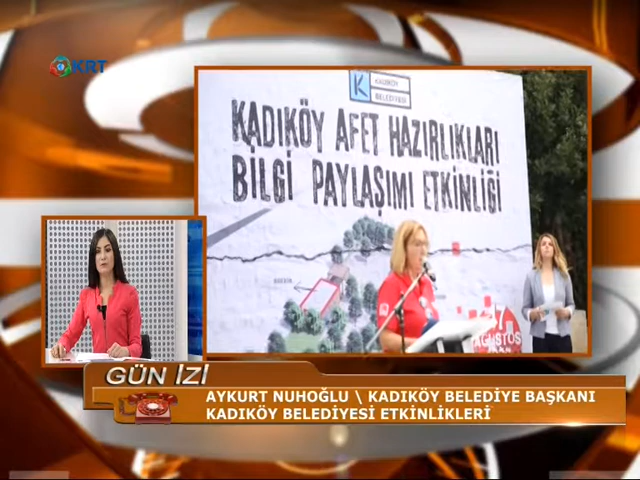 KRT
KADIKÖY
BELEDİYESİ
KADIKÖY AFET HAZIRLIKLARI
BİLGİ PAYLAŞIMI ETKİNLİĞİ
17
AĞUSTOS
GÜN İZİ
AYKURT NUHOĞLU \ KADIKÖY BELEDİYE BAŞKANI
KADIKÖY BELEDİYESİ ETKİNLİKLERİ